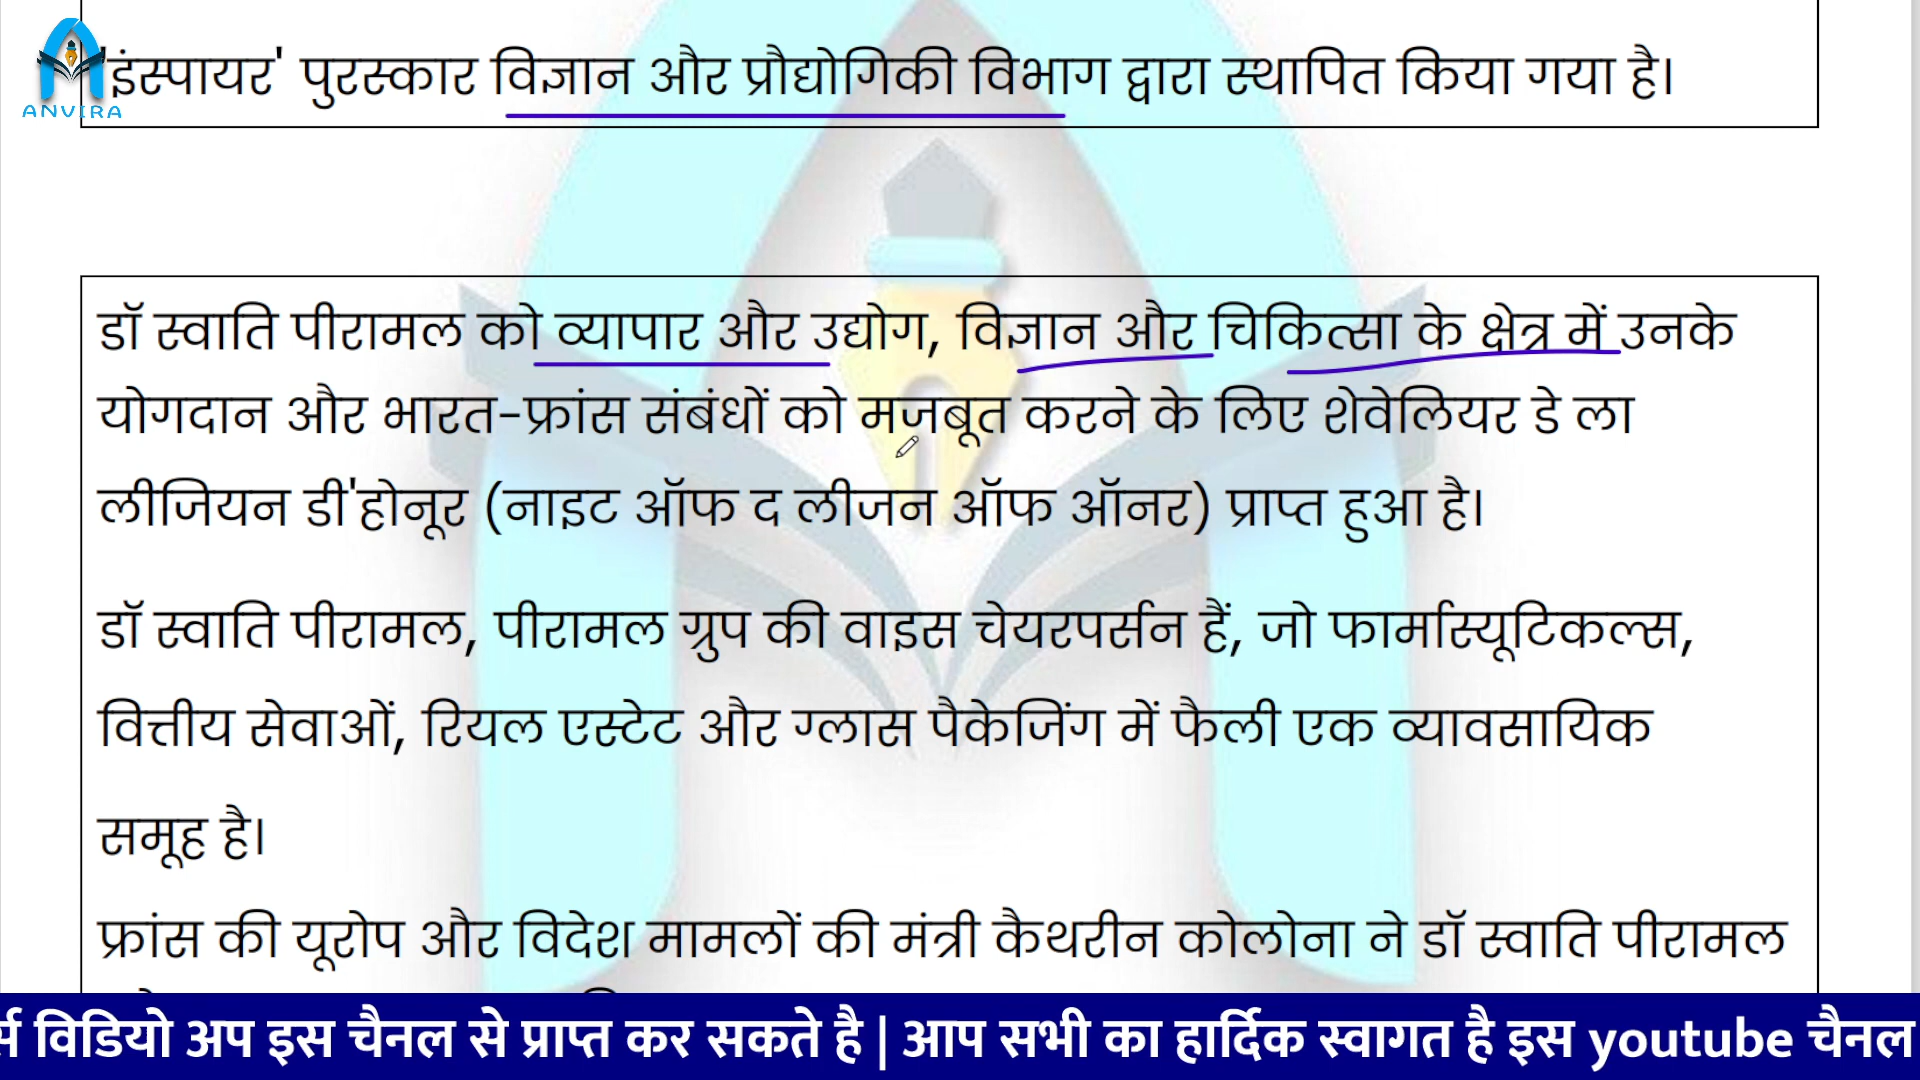 'इंस्पायर' पुरस्कार विज्ञान और प्रौद्योगिकी विभाग द्वारा स्थापित किया गया है।
ANVIRA
डॉ स्वाति पीरामल को व्यापार और उद्योग, विज्ञान और चिकित्सा के क्षेत्र में उनके
योगदान और भारत-फ्रांस संबंधों को मजबूत करने के लिए शेवेलियर डे ला
लीजियन डी'होनूर (नाइट ऑफ द लीजन ऑफ ऑनर) प्राप्त हुआ है।
डॉ स्वाति पीरामल, पीरामल ग्रुप की वाइस चेयरपर्सन हैं, जो फार्मास्यूटिकल्स,
वित्तीय सेवाओं, रियल एस्टेट और ग्लास पैकेजिंग में फैली एक व्यावसायिक
समूह है।
फ्रांस की यूरोप और विदेश मामलों की मंत्री कैथरीन कोलोना ने डॉ स्वाति पीरामल
विडियो अप इस चैनल से प्राप्त कर सकते है | आप सभी का हार्दिक स्वागत है इस youtube चैनल